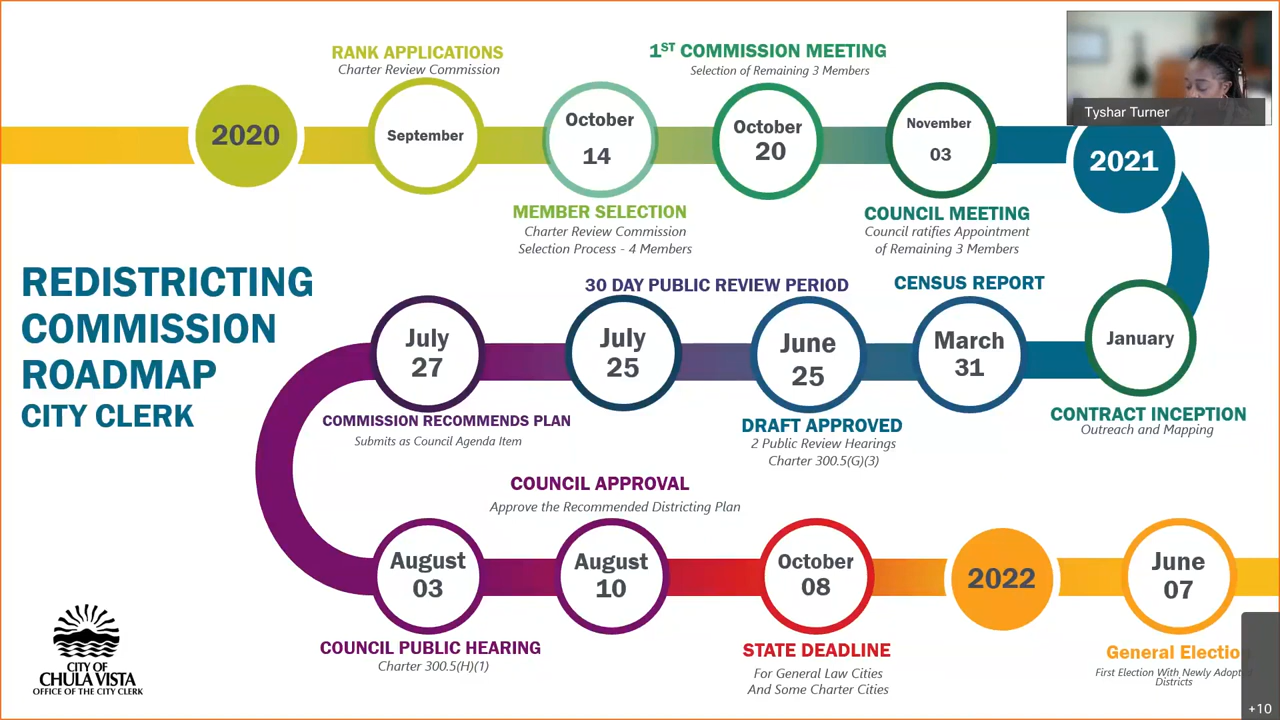 RANK APPLICATIONS
Charter Review Commission
1ST COMMISSION MEETING
Selection of Remaining 3 Members
Tyshar Turner
2020
September
October
14
October
20
November
03
2021
MEMBER SELECTION
Charter Review Commission
Selection Process - 4 Members
COUNCIL MEETING
Council ratifies Appointment
of Remaining 3 Members
REDISTRICTING
COMMISSION
ROADMAP
CITY CLERK
30 DAY PUBLIC REVIEW PERIOD
CENSUS REPORT
July
27
July
25
June
25
March
31
January
COMMISSION RECOMMENDS PLAN
Submits as Council Agenda Item
DRAFT APPROVED
2 Public Review Hearings
Charter 300.5(G)(3)
CONTRACT INCEPTION
Outreach and Mapping
COUNCIL APPROVAL
Approve the Recommended Districting Plan
August
03
August
10
October
08
2022
June
07
COUNCIL PUBLIC HEARING
Charter 300.5(H)(1)
STATE DEADLINE
For General Law Cities
And Some Charter Cities
General Election
First Election With Newly Adopted
Districts
CITY OF
CHULA VISTA
OFFICE OF THE CITY CLERK
+10